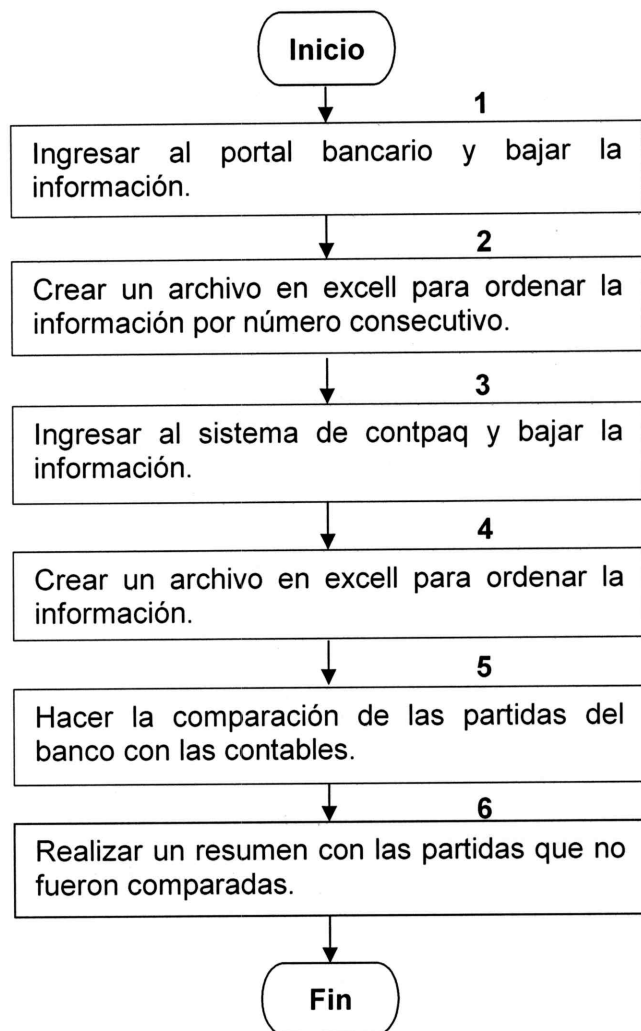 Inicio
1
Ingresar al portal bancario y bajar la
información.
2
Crear un archivo en excell para ordenar la
información por número consecutivo.
3
Ingresar al sistema de contpaq y bajar la
información.
4
Crear un archivo en excell para ordenar la
información.
5
Hacer la comparación de las partidas del
banco con las contables.
6
Realizar un resumen con las partidas que no
fueron comparadas.
Fin